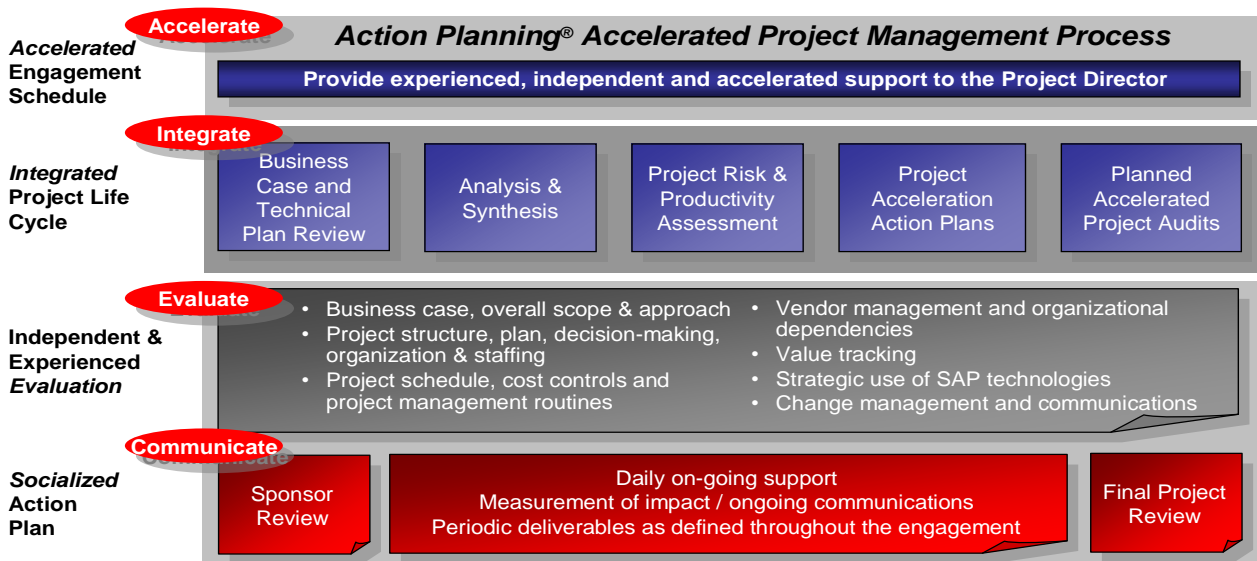 Accelerate
Action Planning® Accelerated Project Management Process
Accelerated
Engagement
Schedule
Provide experienced, independent and accelerated support to the Project Director
Integrate
Integrated
Project Life
Cycle
Business
Case and
Technical
Plan Review
Analysis &
Synthesis
Project Risk &
Productivity
Assessment
Project
Acceleration
Action Plans
Planned
Accelerated
Project Audits
Evaluate
Independent &
Experienced
Evaluation
• Business case, overall scope & approach
• Project structure, plan, decision-making,
organization & staffing
• Project schedule, cost controls and
project management routines
• Vendor management and organizational
dependencies
• Value tracking
• Strategic use of SAP technologies
• Change management and communications
Communicate
Socialized
Action
Plan
Sponsor
Review
Daily on-going support
Measurement of impact / ongoing communications
Periodic deliverables as defined throughout the engagement
Final Project
Review